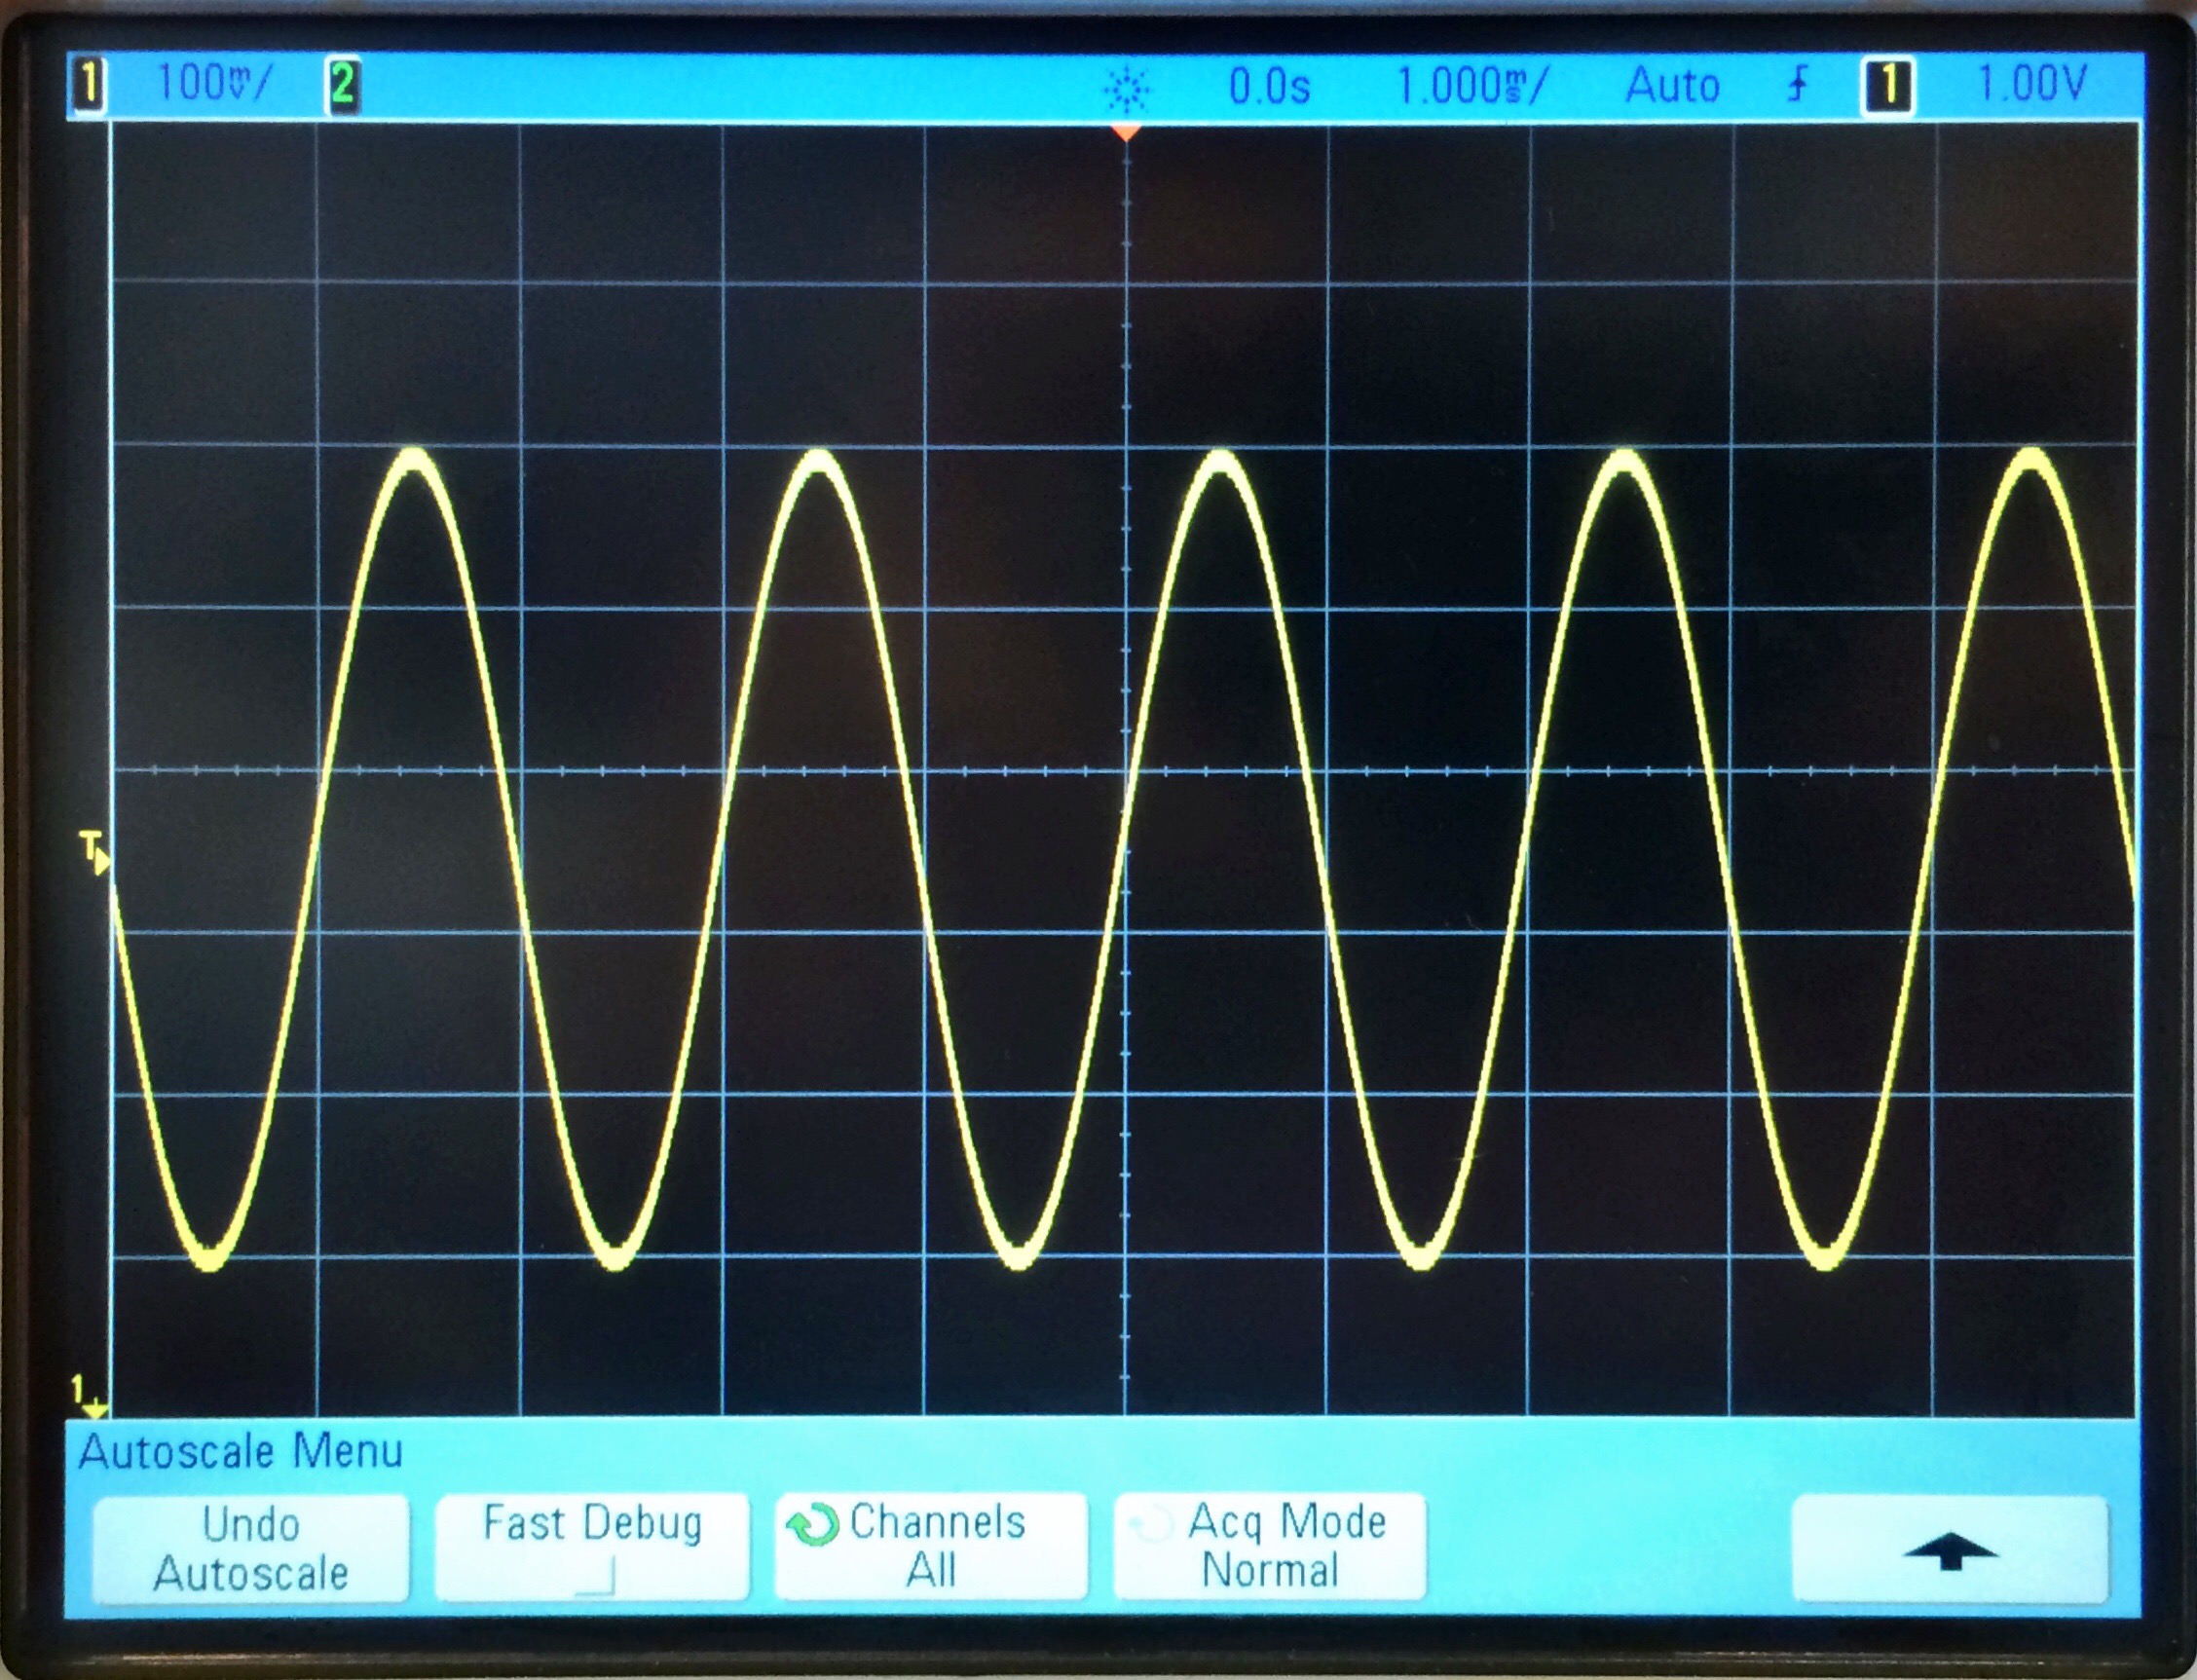 1 100mV/ 2 0.0s 1.000ms/ Auto 1 1.00V
T
1
Autoscale Menu
Undo
Autoscale
Fast Debug
Channels
All
Acq Mode
Normal